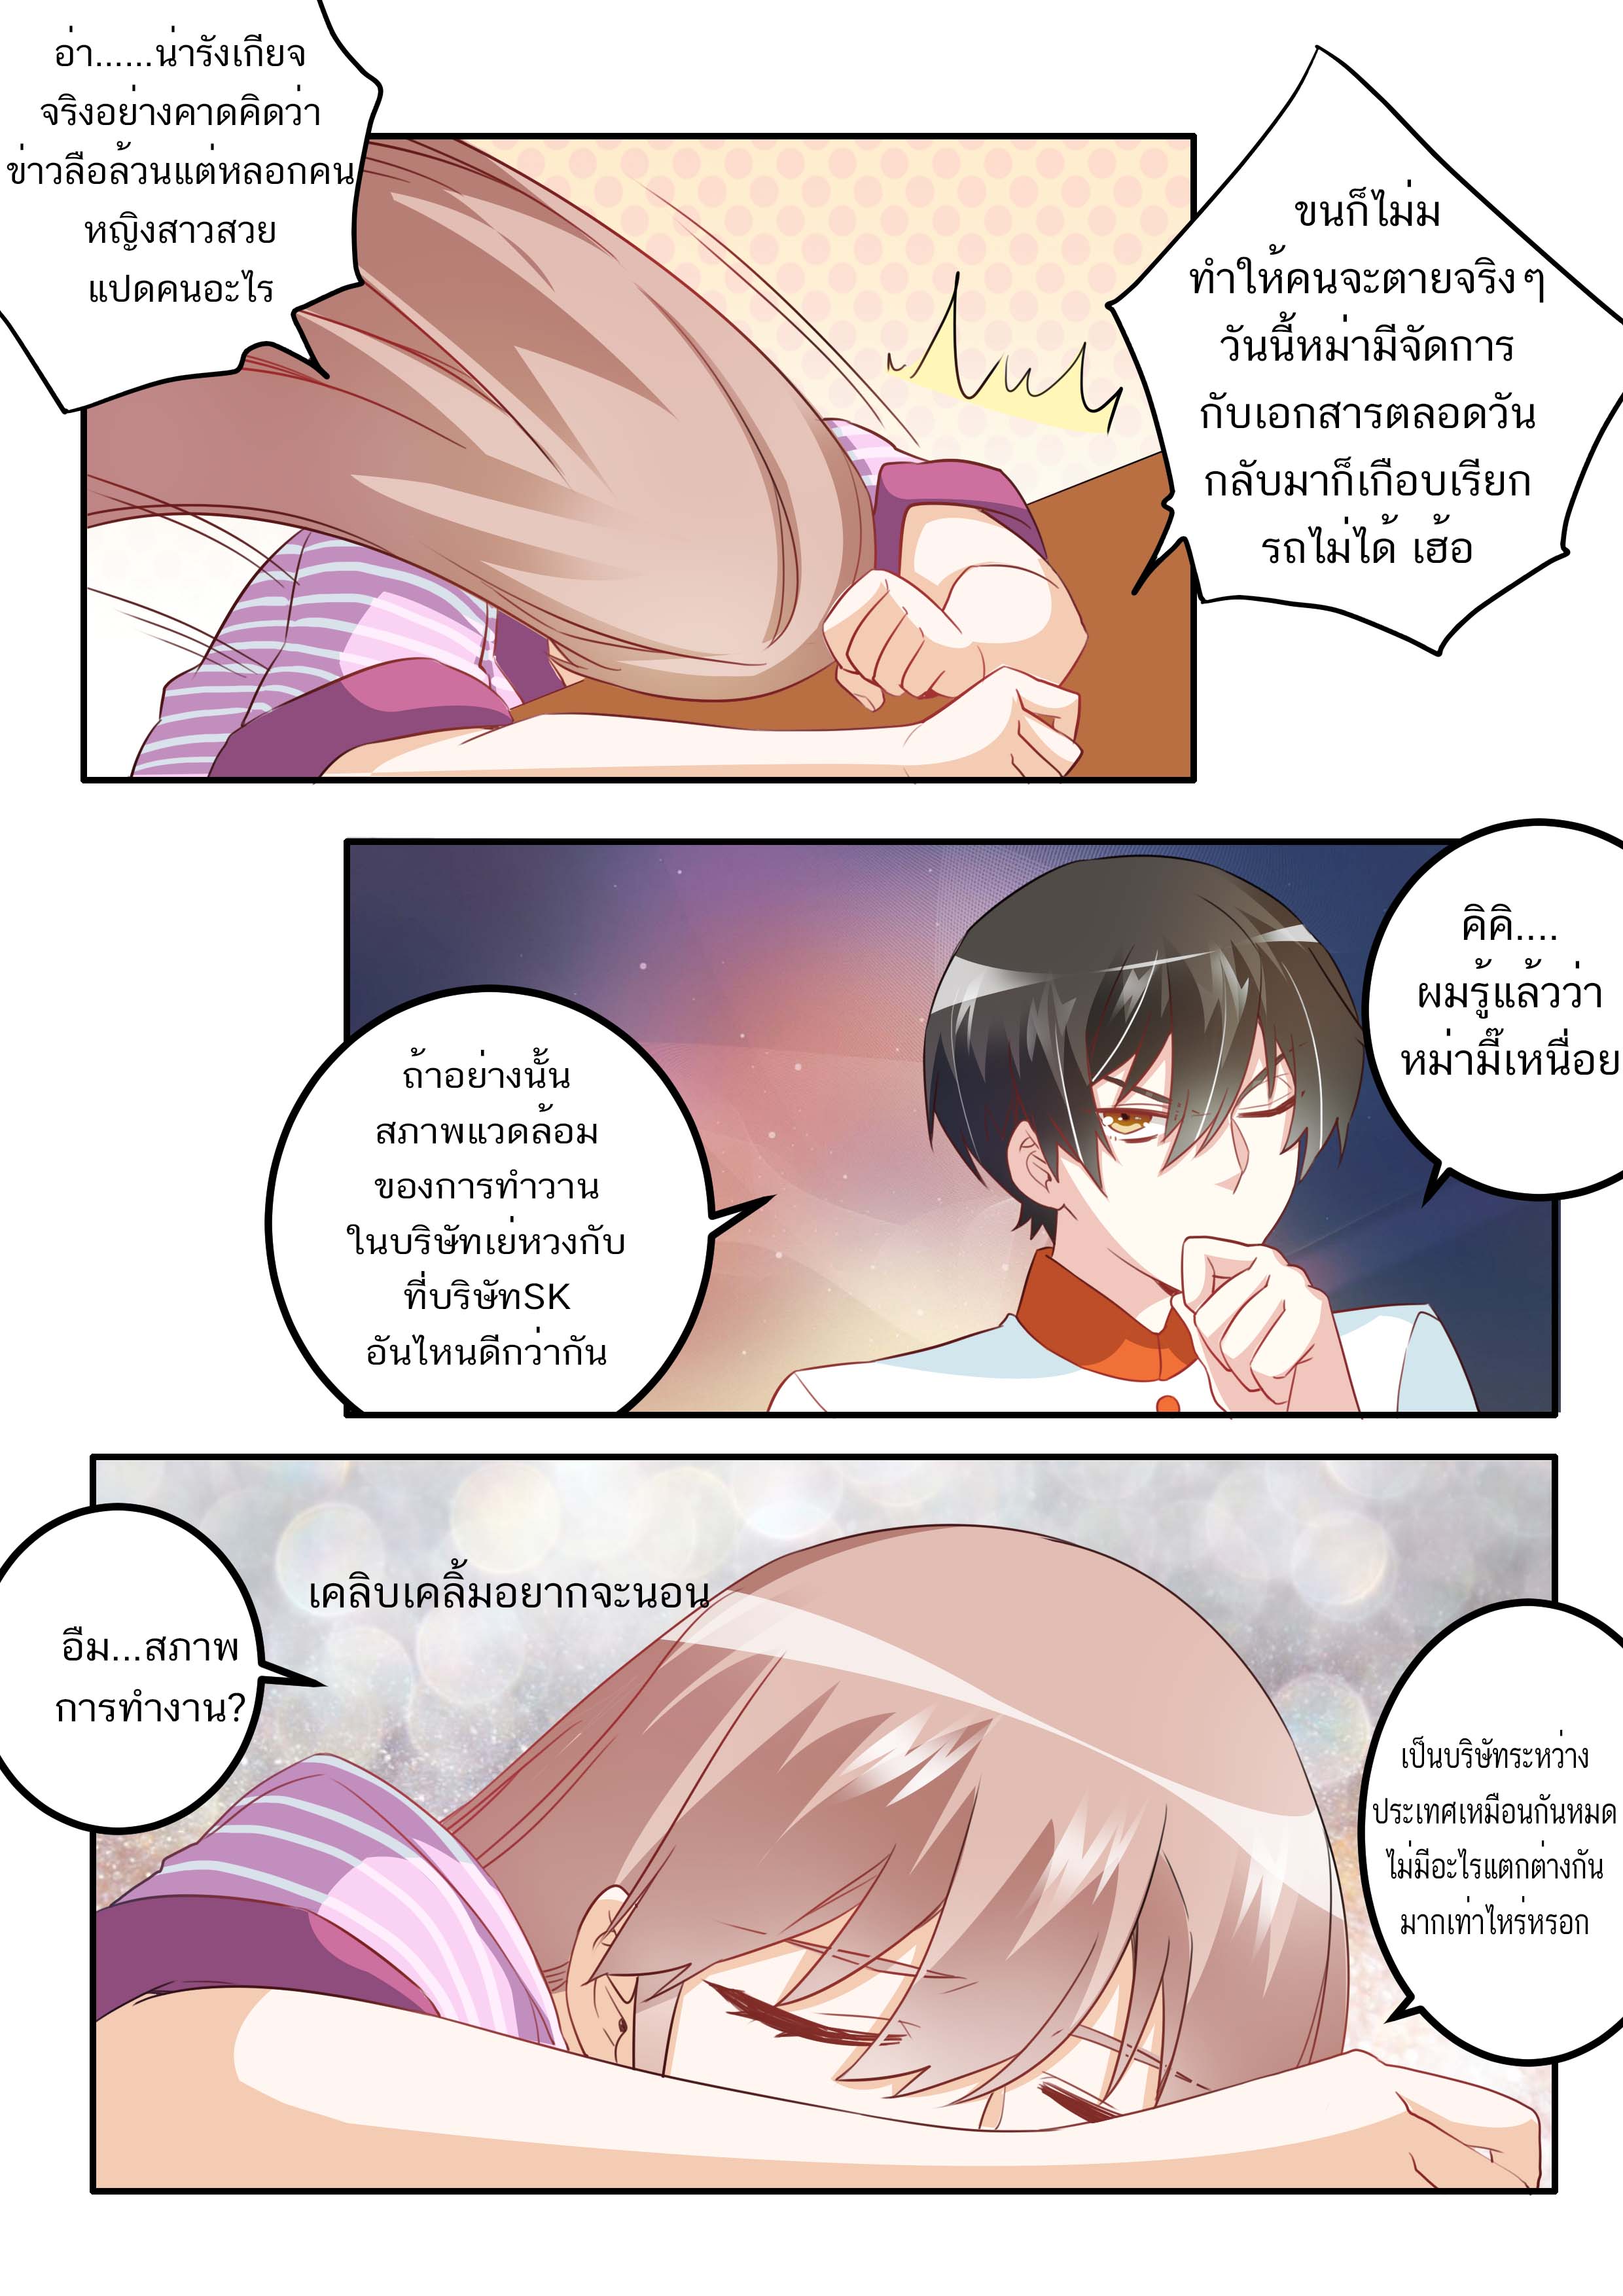 อ่า......น่ารังเกียจ
จริงอย่างคาดคิดว่า
ข่าวลือล้วนแต่หลอกคน
หญิงสาวสวย
แปดคนอะไร
ขนก็ไม่ม
ทำให้คนจะตายจริงๆ
วันนี้หม่ามีจัดการ
กับเอกสารตลอดวัน
กลับมาก็เกือบเรียก
รถไม่ได้ เฮ้อ
คิคิ....
ผมรู้แล้วว่า
หม่ามี๊เหนื่อย
ถ้าอย่างนั้น
สภาพแวดล้อม
ของการทำวาน
ในบริษัทเย่หวงกับ
ที่บริษัทSK
อันไหนดีกว่ากัน
เคลิบเคลิ้มอยากจะนอน
อืม...สภาพ
การทำงาน?
เป็นบริษัทระหว่าง
ประเทศเหมือนกันหมด
ไม่มีอะไรแตกต่างกัน
มากเท่าไหร่หรอก